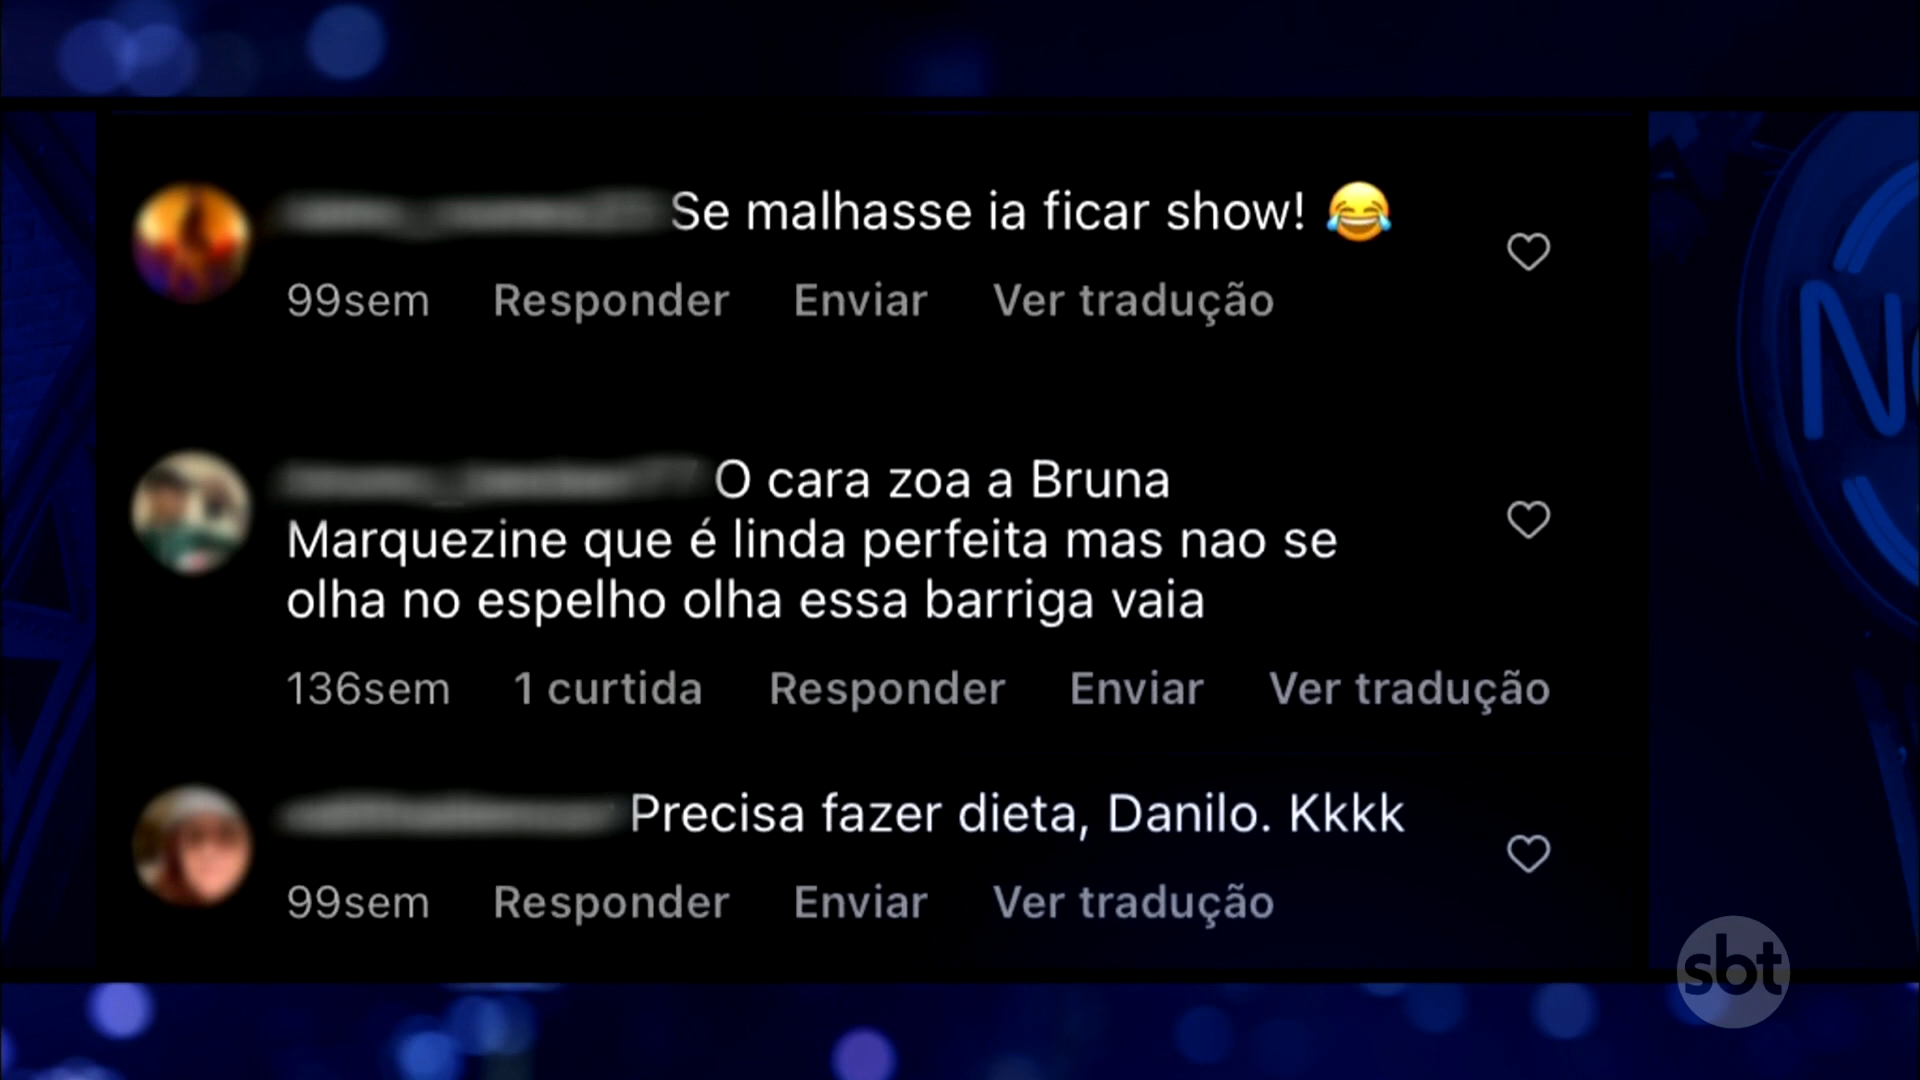 Se malhasse ia ficar show! 😂
99sem Responder Enviar Ver tradução
O cara zoa a Bruna
Marquezine que é linda perfeita mas nao se
olha no espelho olha essa barriga vaia
136sem 1 curtida Responder Enviar Ver tradução
Precisa fazer dieta, Danilo. Kkkk
99sem Responder Enviar Ver tradução
sbt